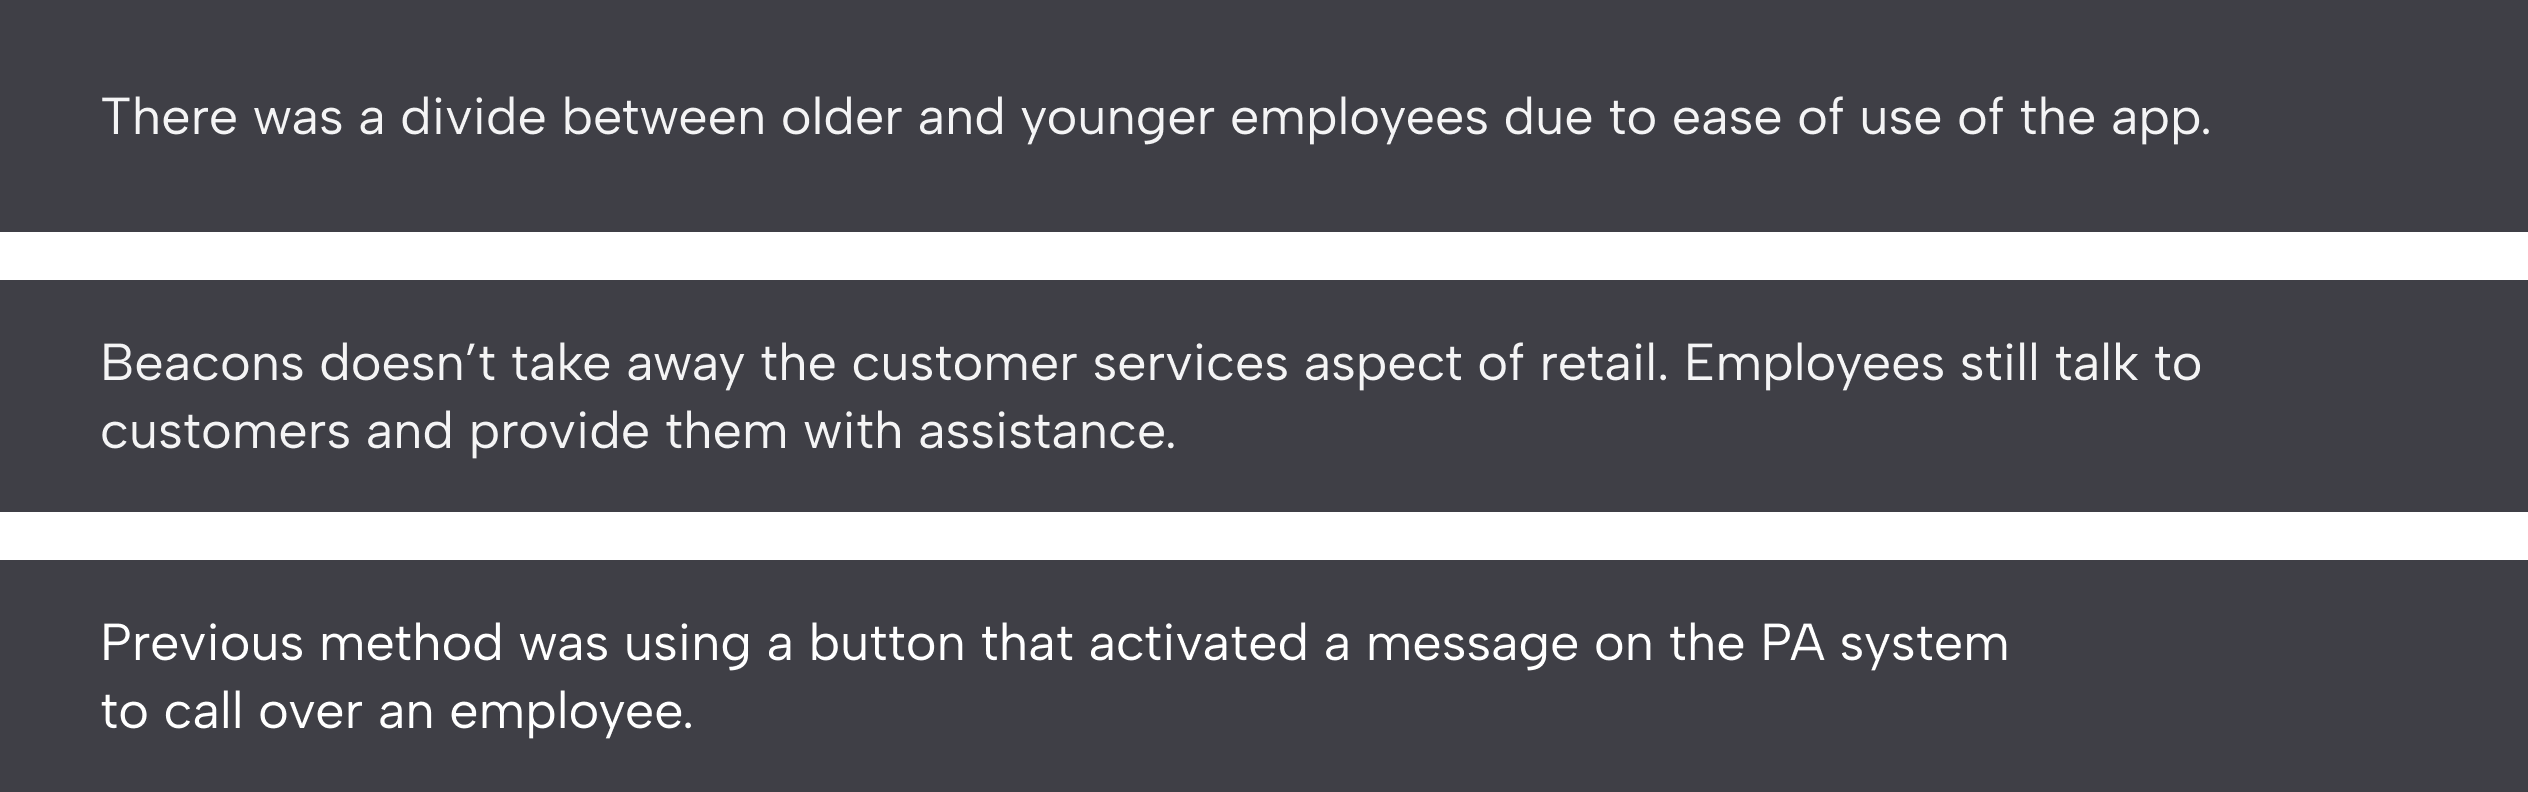 There was a divide between older and younger employees due to ease of use of the app.
Beacons doesn’t take away the customer services aspect of retail. Employees still talk to
customers and provide them with assistance.
Previous method was using a button that activated a message on the PA system
to call over an employee.